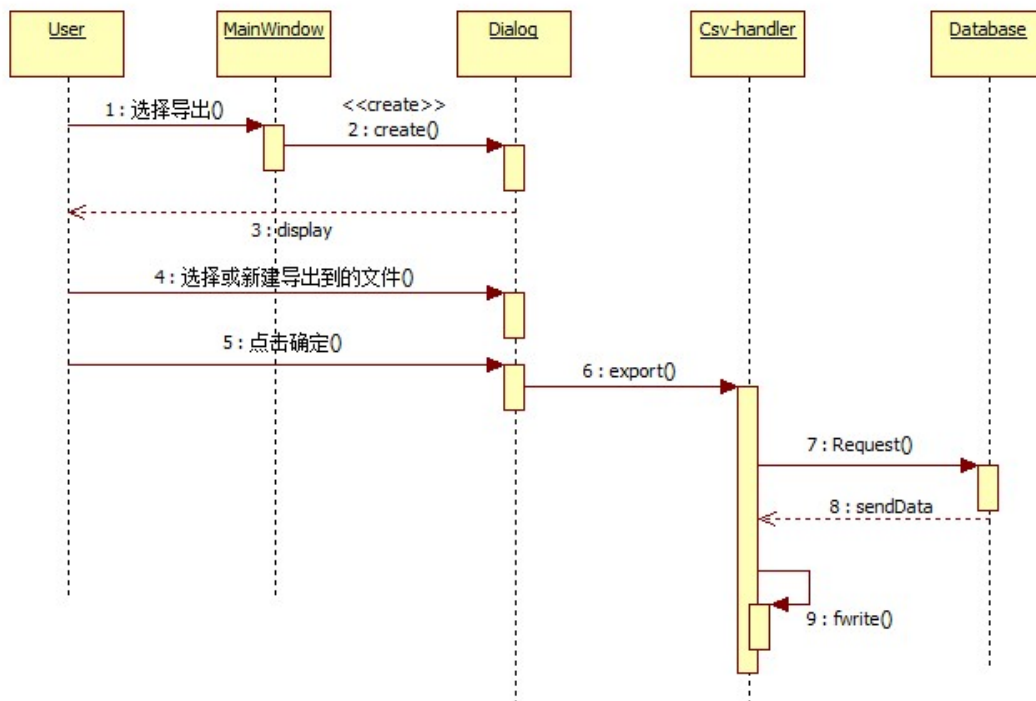 User
MainWindow
Dialog
Csv-handler
Database
1 : 选择导出()
<<create>>
2 : create()
3 : display
4 : 选择或新建导出到的文件()
5 : 点击确定()
6 : export()
7 : Request()
8 : sendData
9 : fwrite()